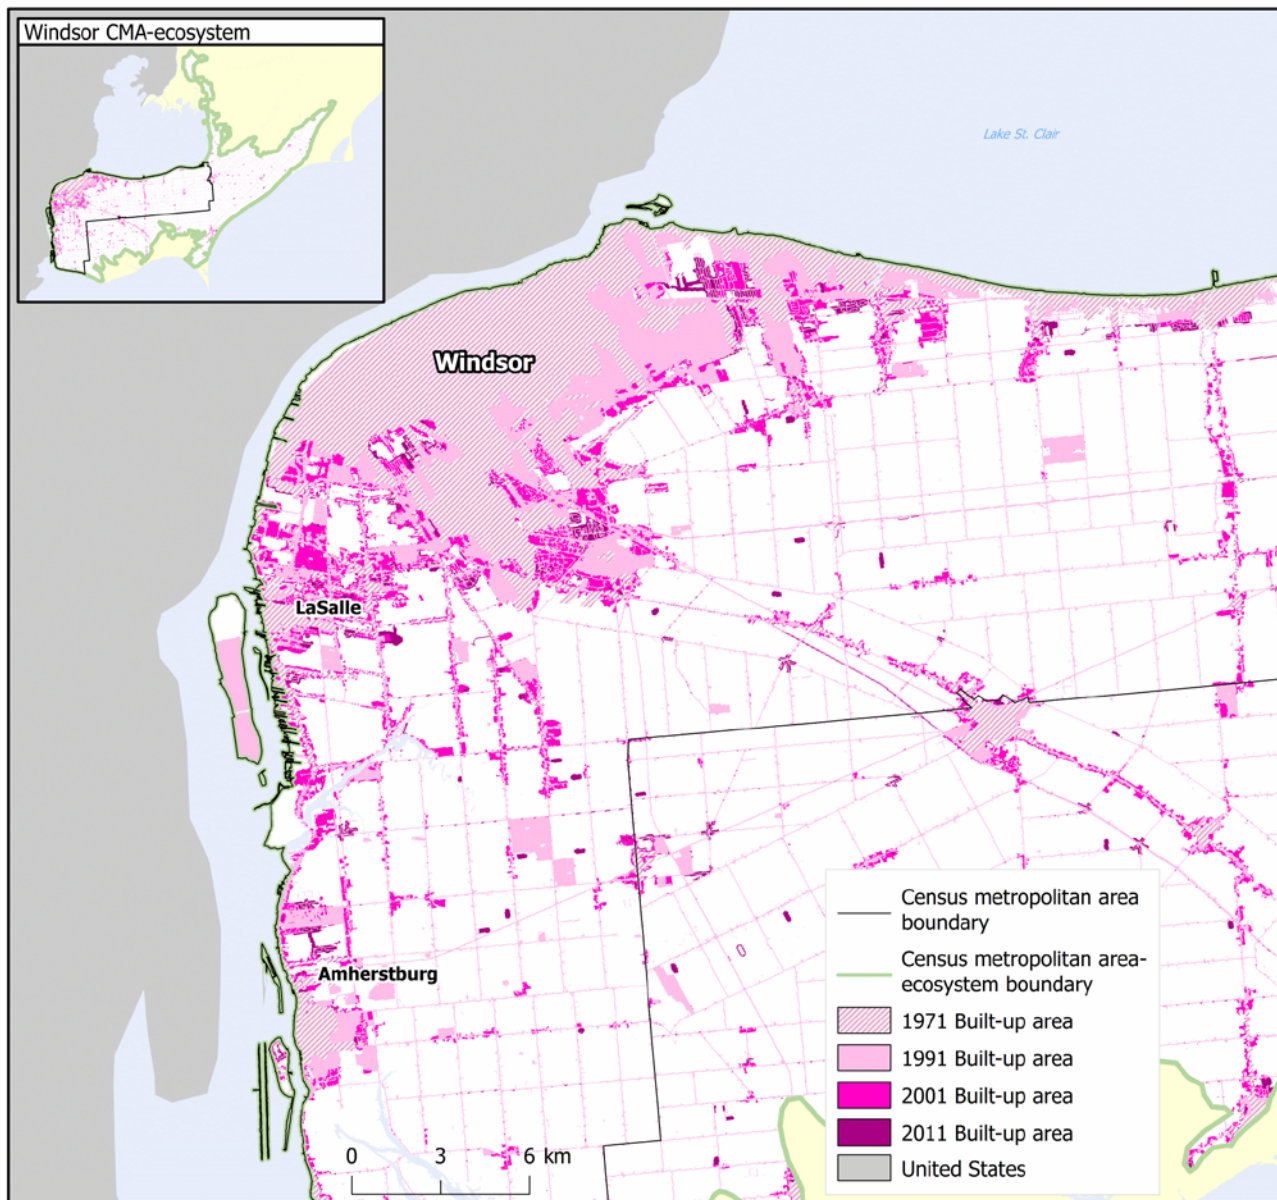 Windsor CMA-ecosystem
Lake St. Clair
Windsor
LaSalle
Amherstburg
Census metropolitan area
boundary
Census metropolitan area-
ecosystem boundary
1971 Built-up area
1991 Built-up area
2001 Built-up area
2011 Built-up area
United States
0 3 6 km